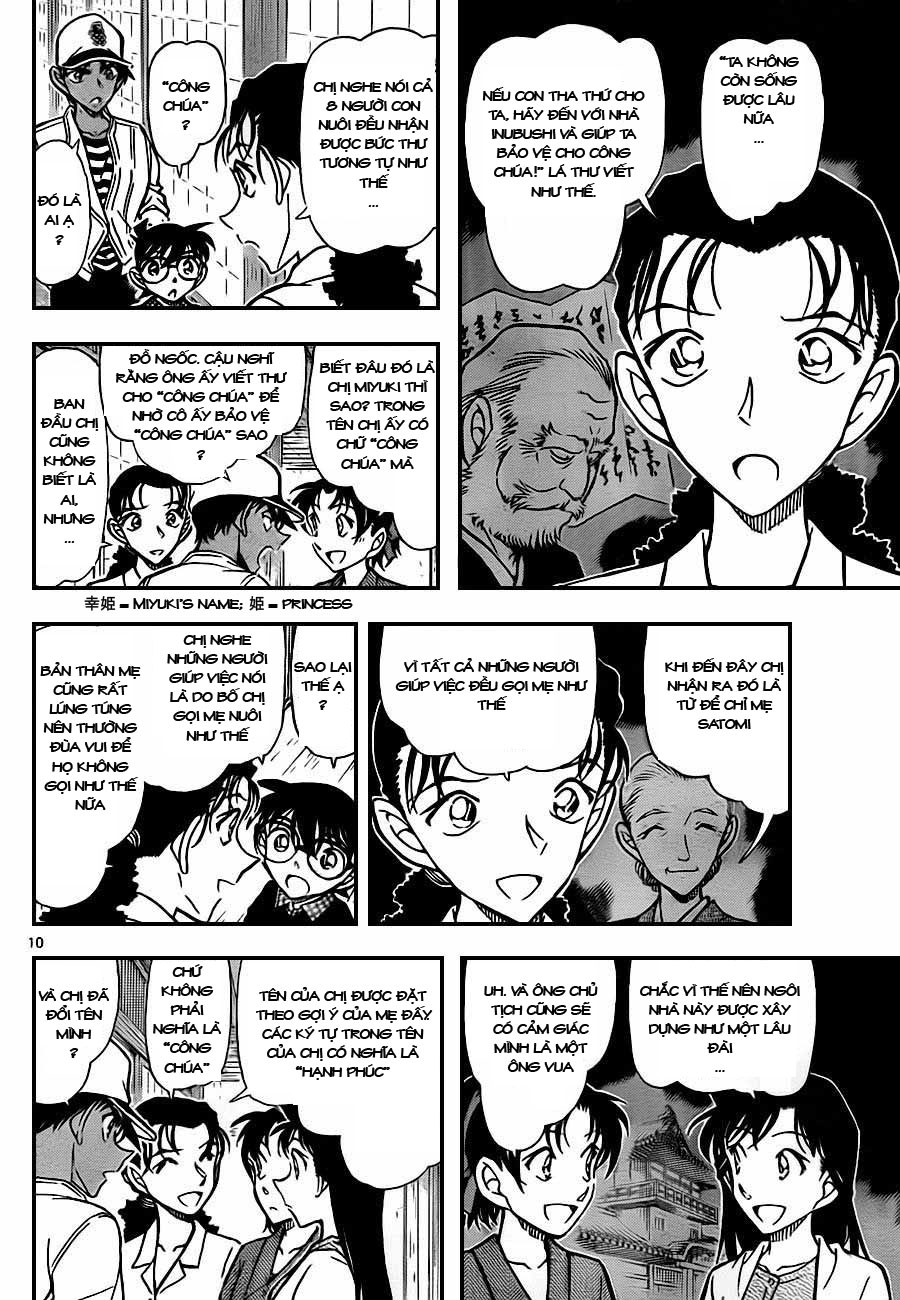 “TA KHÔNG
CÒN SỐNG
ĐƯỢC LÂU
NỮA
...
NẾU CON THA THỨ CHO
TA, HÃY ĐẾN VỚI NHÀ
INUBUSHI VÀ GIÚP TA
BẢO VỆ CHO CÔNG
CHÚA!” LÁ THƯ VIẾT
NHƯ THẾ.
CHỊ NGHE NÓI CẢ
8 NGƯỜI CON
NUÔI ĐỀU NHẬN
ĐƯỢC BỨC THƯ
TƯƠNG TỰ NHƯ
THẾ
...
“CÔNG
CHÚA”
?
ĐÓ LÀ
AI Ạ
?
BIẾT ĐÂU ĐÓ LÀ
CHỊ MIYUKI THÌ
SAO? TRONG
TÊN CHỊ ẤY CÓ
CHỮ “CÔNG
CHÚA” MÀ
ĐỒ NGỐC. CẬU NGHĨ
RẰNG ÔNG ẤY VIẾT THƯ
CHO “CÔNG CHÚA” ĐỂ
NHỜ CÔ ẤY BẢO VỆ
“CÔNG CHÚA” SAO
?
BAN
ĐẦU CHỊ
CŨNG
KHÔNG
BIẾT LÀ
AI,
NHƯNG
...
幸姫 = MIYUKI'S NAME; 姫 = PRINCESS
KHI ĐẾN ĐÂY CHỊ
NHẬN RA ĐÓ LÀ
TỪ ĐỂ CHỈ MẸ
SATOMI
VÌ TẤT CẢ NHỮNG NGƯỜI
GIÚP VIỆC ĐỀU GỌI MẸ NHƯ
THẾ
SAO LẠI
THẾ Ạ
?
CHỊ NGHE
NHỮNG NGƯỜI
GIÚP VIỆC NÓI
LÀ DO BỐ CHỊ
GỌI MẸ NUÔI
NHƯ THẾ
BẢN THÂN MẸ
CŨNG RẤT
LÚNG TÚNG
NÊN THƯỜNG
ĐÙA VUI ĐỂ
HỌ KHÔNG
GỌI NHƯ THẾ
NỮA
10
CHẮC VÌ THẾ NÊN NGÔI
NHÀ NÀY ĐƯỢC XÂY
DỰNG NHƯ MỘT LÂU
ĐÀI
...
UH. VÀ ÔNG CHỦ
TỊCH CŨNG SẼ
CÓ CẢM GIÁC
MÌNH LÀ MỘT
ÔNG VUA
TÊN CỦA CHỊ ĐƯỢC ĐẶT
THEO GỢI Ý CỦA MẸ ĐẤY
CÁC KÝ TỰ TRONG TÊN
CỦA CHỊ CÓ NGHĨA LÀ
“HẠNH PHÚC”
CHỨ
KHÔNG
PHẢI
NGHĨA LÀ
“CÔNG
CHÚA”
VÀ CHỊ ĐÃ
ĐỔI TÊN
MÌNH
?